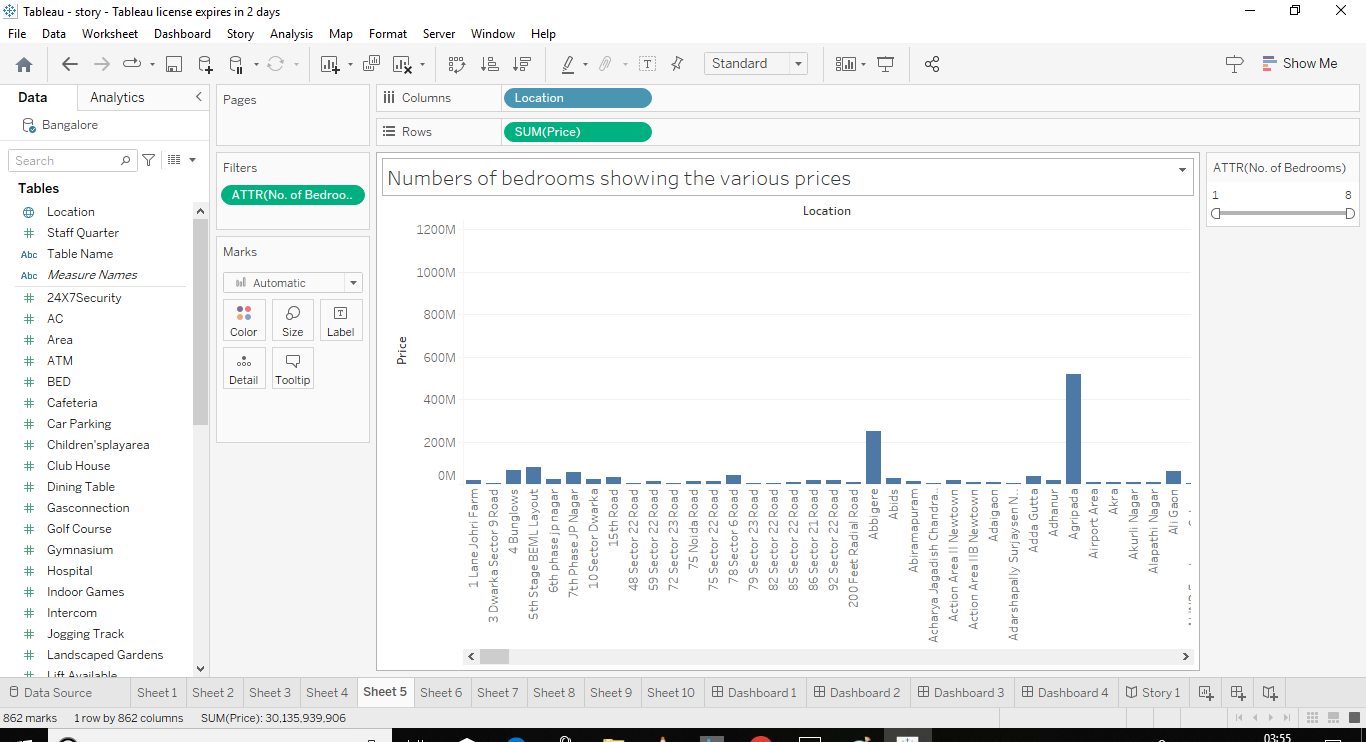 Tableau - story - Tableau license expires in 2 days
File Data Worksheet Dashboard Story Analysis Map Format Server Window Help
Standard
Show Me
Data Analytics
Bangalore
Search
Tables
Location
Staff Quarter
Abc Table Name
Abc Measure Names
24X7Security
AC
Area
ATM
BED
Cafeteria
Car Parking
Children'splayarea
Club House
Dining Table
Gasconnection
Golf Course
Gymnasium
Hospital
Indoor Games
Intercom
Jogging Track
Landscaped Gardens
Lift Available
Pages
Filters
ATTR(No. of Bedroo..
Marks
Automatic
Color Size Label
Detail Tooltip
Columns Location
Rows SUM(Price)
Numbers of bedrooms showing the various prices
Location
Price
1200M
1000M
800M
600M
400M
200M
0M
1 Lane Johri Farm
3 Dwarka Sector 9 Road
4 Bunglows
5th Stage BEML Layout
6th phase jp nagar
7th Phase JP Nagar
10 Sector Dwarka
15th Road
48 Sector 22 Road
59 Sector 22 Road
72 Sector 23 Road
75 Noida Road
75 Sector 22 Road
78 Sector 6 Road
79 Sector 23 Road
82 Sector 22 Road
85 Sector 22 Road
86 Sector 21 Road
92 Sector 22 Road
200 Feet Radial Road
Abbigere
Abids
Abiramapuram
Acharya Jagadish Chandra..
Action Area II Newtown
Action Area IIB Newtown
Adaigaon
Adarshapally Surjaysen N..
Adda Gutta
Adhanur
Agripada
Airport Area
Akra
Akurli Nagar
Alapathi Nagar
Ali Gaon
ATTR(No. of Bedrooms)
1 8
Data Source Sheet 1 Sheet 2 Sheet 3 Sheet 4 Sheet 5 Sheet 6 Sheet 7 Sheet 8 Sheet 9 Sheet 10 Dashboard 1 Dashboard 2 Dashboard 3 Dashboard 4 Story 1
862 marks 1 row by 862 columns SUM(Price): 30,135,939,906
03:55